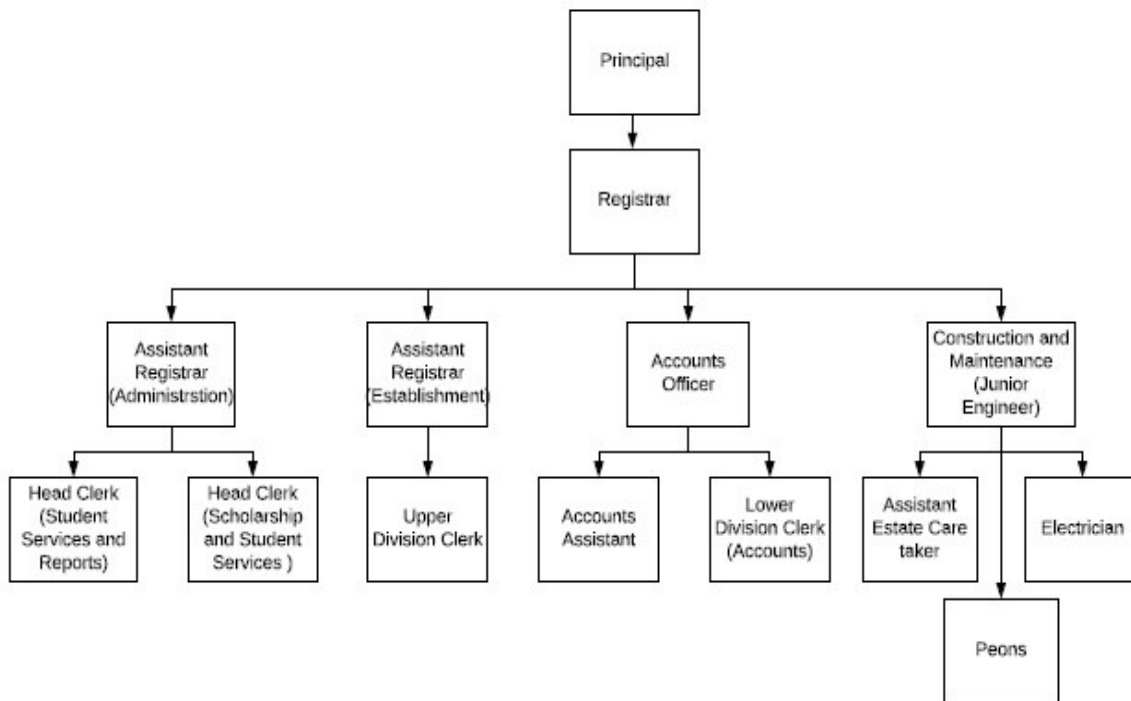 Principal
Registrar
Assistant
Registrar
(Administrstion)
Assistant
Registrar
(Establishment)
Accounts
Officer
Construction and
Maintenance
(Junior
Engineer)
Head Clerk
(Student
Services and
Reports)
Head Clerk
(Scholarship
and Student
Services )
Upper
Division Clerk
Accounts
Assistant
Lower
Division Clerk
(Accounts)
Assistant
Estate Care
taker
Electrician
Peons